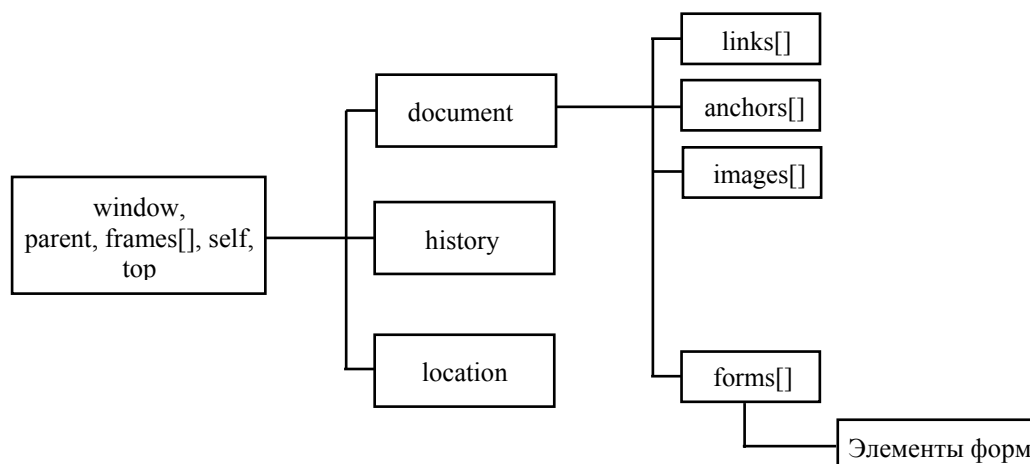 window,
parent, frames[], self,
top
document
history
location
links[]
anchors[]
images[]
forms[]
Элементы форм